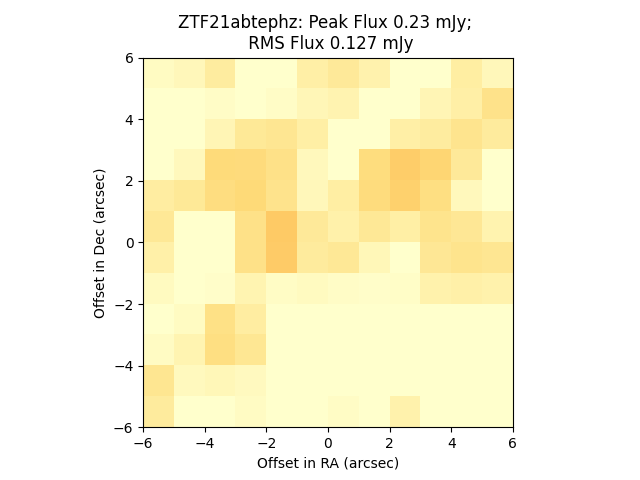 ZTF21abtephz: Peak Flux 0.23 mJy;
RMS Flux 0.127 mJy
6
4
2
0
−2
−4
−6
Offset in Dec (arcsec)
−6 −4 −2 0 2 4 6
Offset in RA (arcsec)